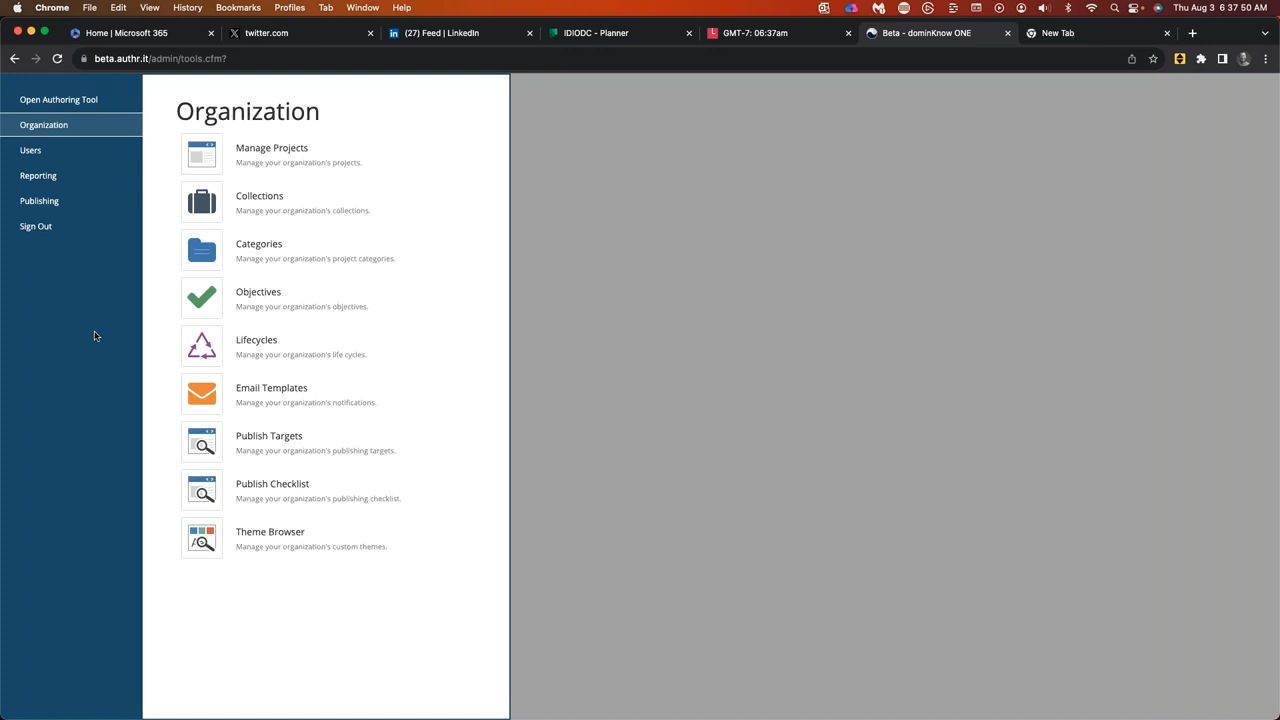 Chrome File Edit View History Bookmarks Profiles Tab Window Help Thu Aug 3 6 37 50 AM
Home | Microsoft 365 twitter.com (27) Feed | LinkedIn IDIODC - Planner GMT-7: 06:37am Beta - dominKnow ONE New Tab
beta.authr.it/admin/tools.cfm?
Open Authoring Tool
Organization
Users
Reporting
Publishing
Sign Out
Organization
Manage Projects
Manage your organization's projects.
Collections
Manage your organization's collections.
Categories
Manage your organization's project categories.
Objectives
Manage your organization's objectives.
Lifecycles
Manage your organization's life cycles.
Email Templates
Manage your organization's notifications.
Publish Targets
Manage your organization's publishing targets.
Publish Checklist
Manage your organization's publishing checklist.
Theme Browser
Manage your organization's custom themes.